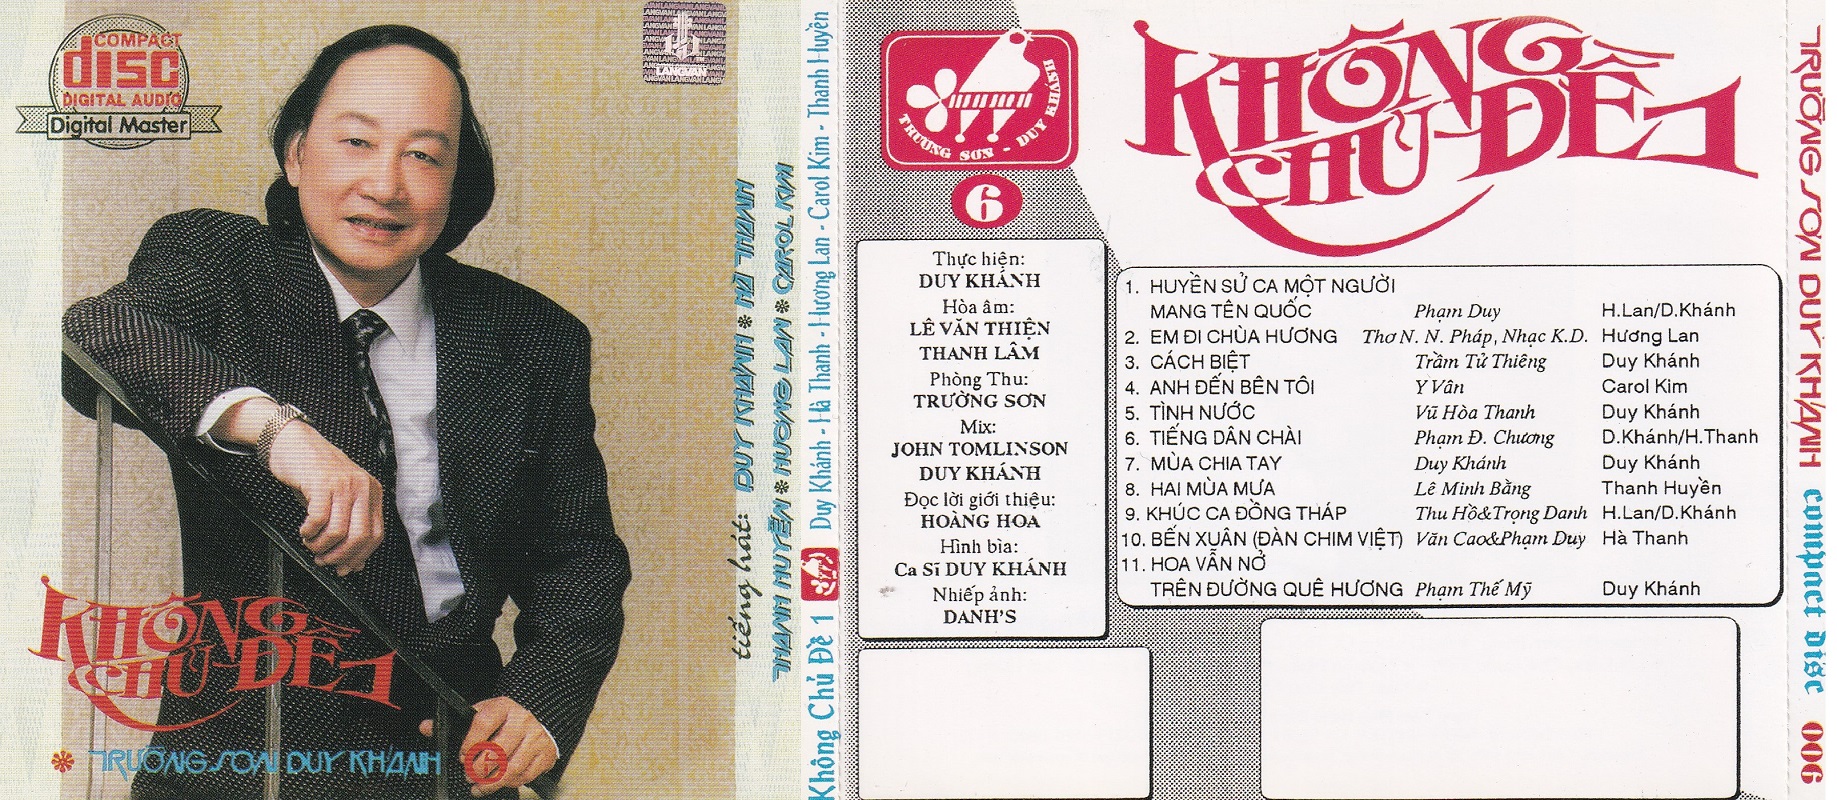 COMPACT
disc
DIGITAL AUDIO
Digital Master
LANGVAN
KHÔNG
CHỦ ĐỀ 1
TRƯỜNG SƠN DUY KHÁNH 6
tiếng hát: DUY KHÁNH * HÀ THANH
THANH HUYỀN * HƯƠNG LAN * CAROL KIM
Không Chủ Đề 1 Duy Khánh - Hà Thanh - Hương Lan - Carol Kim - Thanh Huyền
TRƯỜNG SƠN - DUY KHÁNH
6
KHÔNG
CHỦ ĐỀ 1
Thực hiện:
DUY KHÁNH
Hòa âm:
LÊ VĂN THIỆN
THANH LÂM
Phòng Thu:
TRƯỜNG SƠN
Mix:
JOHN TOMLINSON
DUY KHÁNH
Đọc lời giới thiệu:
HOÀNG HOA
Hình bìa:
Ca Sĩ DUY KHÁNH
Nhiếp ảnh:
DANH'S
1. HUYỀN SỬ CA MỘT NGƯỜI
MANG TÊN QUỐC Phạm Duy H.Lan/D.Khánh
2. EM ĐI CHÙA HƯƠNG Thơ N. N. Pháp, Nhạc K.D. Hương Lan
3. CÁCH BIỆT Trầm Tử Thiêng Duy Khánh
4. ANH ĐẾN BÊN TÔI Y Vân Carol Kim
5. TÌNH NƯỚC Vũ Hòa Thanh Duy Khánh
6. TIẾNG DÂN CHÀI Phạm Đ. Chương D.Khánh/H.Thanh
7. MÙA CHIA TAY Duy Khánh Duy Khánh
8. HAI MÙA MƯA Lê Minh Bằng Thanh Huyền
9. KHÚC CA ĐỒNG THÁP Thu Hồ&Trọng Danh H.Lan/D.Khánh
10. BẾN XUÂN (ĐÀN CHIM VIỆT) Văn Cao&Phạm Duy Hà Thanh
11. HOA VẪN NỞ
TRÊN ĐƯỜNG QUÊ HƯƠNG Phạm Thế Mỹ Duy Khánh
TRƯỜNG SƠN DUY KHÁNH compact disc 006